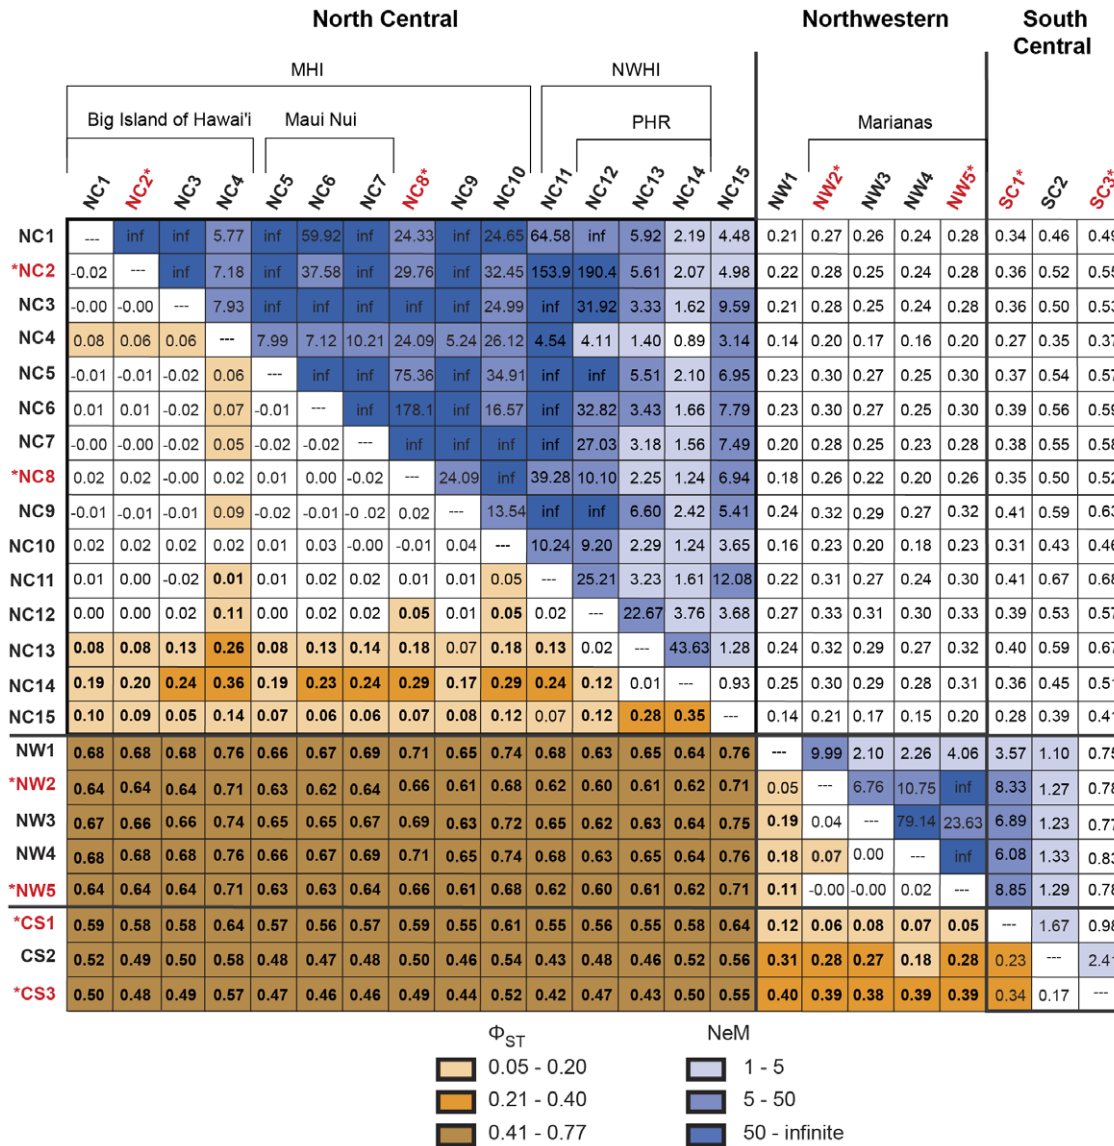 North Central Northwestern South Central
MHI NWHI
Big Island of Hawai'i Maui Nui PHR Marianas
NC1 NC2* NC3 NC4 NC5 NC6 NC7 NC8* NC9 NC10 NC11 NC12 NC13 NC14 NC15 NW1 NW2* NW3 NW4 NW5* SC1* SC2 SC3*
NC1 --- inf inf 5.77 inf 59.92 inf 24.33 inf 24.65 64.58 inf 5.92 2.19 4.48 0.21 0.27 0.26 0.24 0.28 0.34 0.46 0.49
*NC2 -0.02 --- inf 7.18 inf 37.58 inf 29.76 inf 32.45 153.9 190.4 5.61 2.07 4.98 0.22 0.28 0.25 0.24 0.28 0.36 0.52 0.55
NC3 -0.00 -0.00 --- 7.93 inf inf inf inf inf 24.99 inf 31.92 3.33 1.62 9.59 0.21 0.28 0.25 0.24 0.28 0.36 0.50 0.53
NC4 0.08 0.06 0.06 --- 7.99 7.12 10.21 24.09 5.24 26.12 4.54 4.11 1.40 0.89 3.14 0.14 0.20 0.17 0.16 0.20 0.27 0.35 0.37
NC5 -0.01 -0.01 -0.02 0.06 --- inf inf 75.36 inf 34.91 inf inf 5.51 2.10 6.95 0.23 0.30 0.27 0.25 0.30 0.37 0.54 0.57
NC6 0.01 0.01 -0.02 0.07 -0.01 --- inf 178.1 inf 16.57 inf 32.82 3.43 1.66 7.79 0.23 0.30 0.27 0.25 0.30 0.39 0.56 0.59
NC7 -0.00 -0.00 -0.02 0.05 -0.02 -0.02 --- inf inf inf inf 27.03 3.18 1.56 7.49 0.20 0.28 0.25 0.23 0.28 0.38 0.55 0.58
*NC8 0.02 0.02 -0.00 0.02 0.01 0.00 -0.02 --- 24.09 inf 39.28 10.10 2.25 1.24 6.94 0.18 0.26 0.22 0.20 0.26 0.35 0.50 0.52
NC9 -0.01 -0.01 -0.01 0.09 -0.02 -0.01 -0 .02 0.02 --- 13.54 inf inf 6.60 2.42 5.41 0.24 0.32 0.29 0.27 0.32 0.41 0.59 0.63
NC10 0.02 0.02 0.02 0.02 0.01 0.03 -0.00 -0.01 0.04 --- 10.24 9.20 2.29 1.24 3.65 0.16 0.23 0.20 0.18 0.23 0.31 0.43 0.46
NC11 0.01 0.00 -0.02 0.01 0.01 0.02 0.02 0.01 0.01 0.05 --- 25.21 3.23 1.61 12.08 0.22 0.31 0.27 0.24 0.30 0.41 0.67 0.68
NC12 0.00 0.00 0.02 0.11 0.00 0.02 0.02 0.05 0.01 0.05 0.02 --- 22.67 3.76 3.68 0.27 0.33 0.31 0.30 0.33 0.39 0.53 0.57
NC13 0.08 0.08 0.13 0.26 0.08 0.13 0.14 0.18 0.07 0.18 0.13 0.02 --- 43.63 1.28 0.24 0.32 0.29 0.27 0.32 0.40 0.59 0.67
NC14 0.19 0.20 0.24 0.36 0.19 0.23 0.24 0.29 0.17 0.29 0.24 0.12 0.01 --- 0.93 0.25 0.30 0.29 0.28 0.31 0.36 0.45 0.51
NC15 0.10 0.09 0.05 0.14 0.07 0.06 0.06 0.07 0.08 0.12 0.07 0.12 0.28 0.35 --- 0.14 0.21 0.17 0.15 0.20 0.28 0.39 0.41
NW1 0.68 0.68 0.68 0.76 0.66 0.67 0.69 0.71 0.65 0.74 0.68 0.63 0.65 0.64 0.76 --- 9.99 2.10 2.26 4.06 3.57 1.10 0.75
*NW2 0.64 0.64 0.64 0.71 0.63 0.62 0.64 0.66 0.61 0.68 0.62 0.60 0.61 0.62 0.71 0.05 --- 6.76 10.75 inf 8.33 1.27 0.78
NW3 0.67 0.66 0.66 0.74 0.65 0.65 0.67 0.69 0.63 0.72 0.65 0.62 0.63 0.64 0.75 0.19 0.04 --- 79.14 23.63 6.89 1.23 0.77
NW4 0.68 0.68 0.68 0.76 0.66 0.67 0.69 0.71 0.65 0.74 0.68 0.63 0.65 0.64 0.76 0.18 0.07 0.00 --- inf 6.08 1.33 0.83
*NW5 0.64 0.64 0.64 0.71 0.63 0.63 0.64 0.66 0.61 0.68 0.62 0.60 0.61 0.62 0.71 0.11 -0.00 -0.00 0.02 --- 8.85 1.29 0.78
*CS1 0.59 0.58 0.58 0.64 0.57 0.56 0.57 0.59 0.55 0.61 0.55 0.56 0.55 0.58 0.64 0.12 0.06 0.08 0.07 0.05 --- 1.67 0.98
CS2 0.52 0.49 0.50 0.58 0.48 0.47 0.48 0.50 0.46 0.54 0.43 0.48 0.46 0.52 0.56 0.31 0.28 0.27 0.18 0.28 0.23 --- 2.41
*CS3 0.50 0.48 0.49 0.57 0.47 0.46 0.46 0.49 0.44 0.52 0.42 0.47 0.43 0.50 0.55 0.40 0.39 0.38 0.39 0.39 0.34 0.17 ---
ΦST NeM
0.05 - 0.20 1 - 5
0.21 - 0.40 5 - 50
0.41 - 0.77 50 - infinite